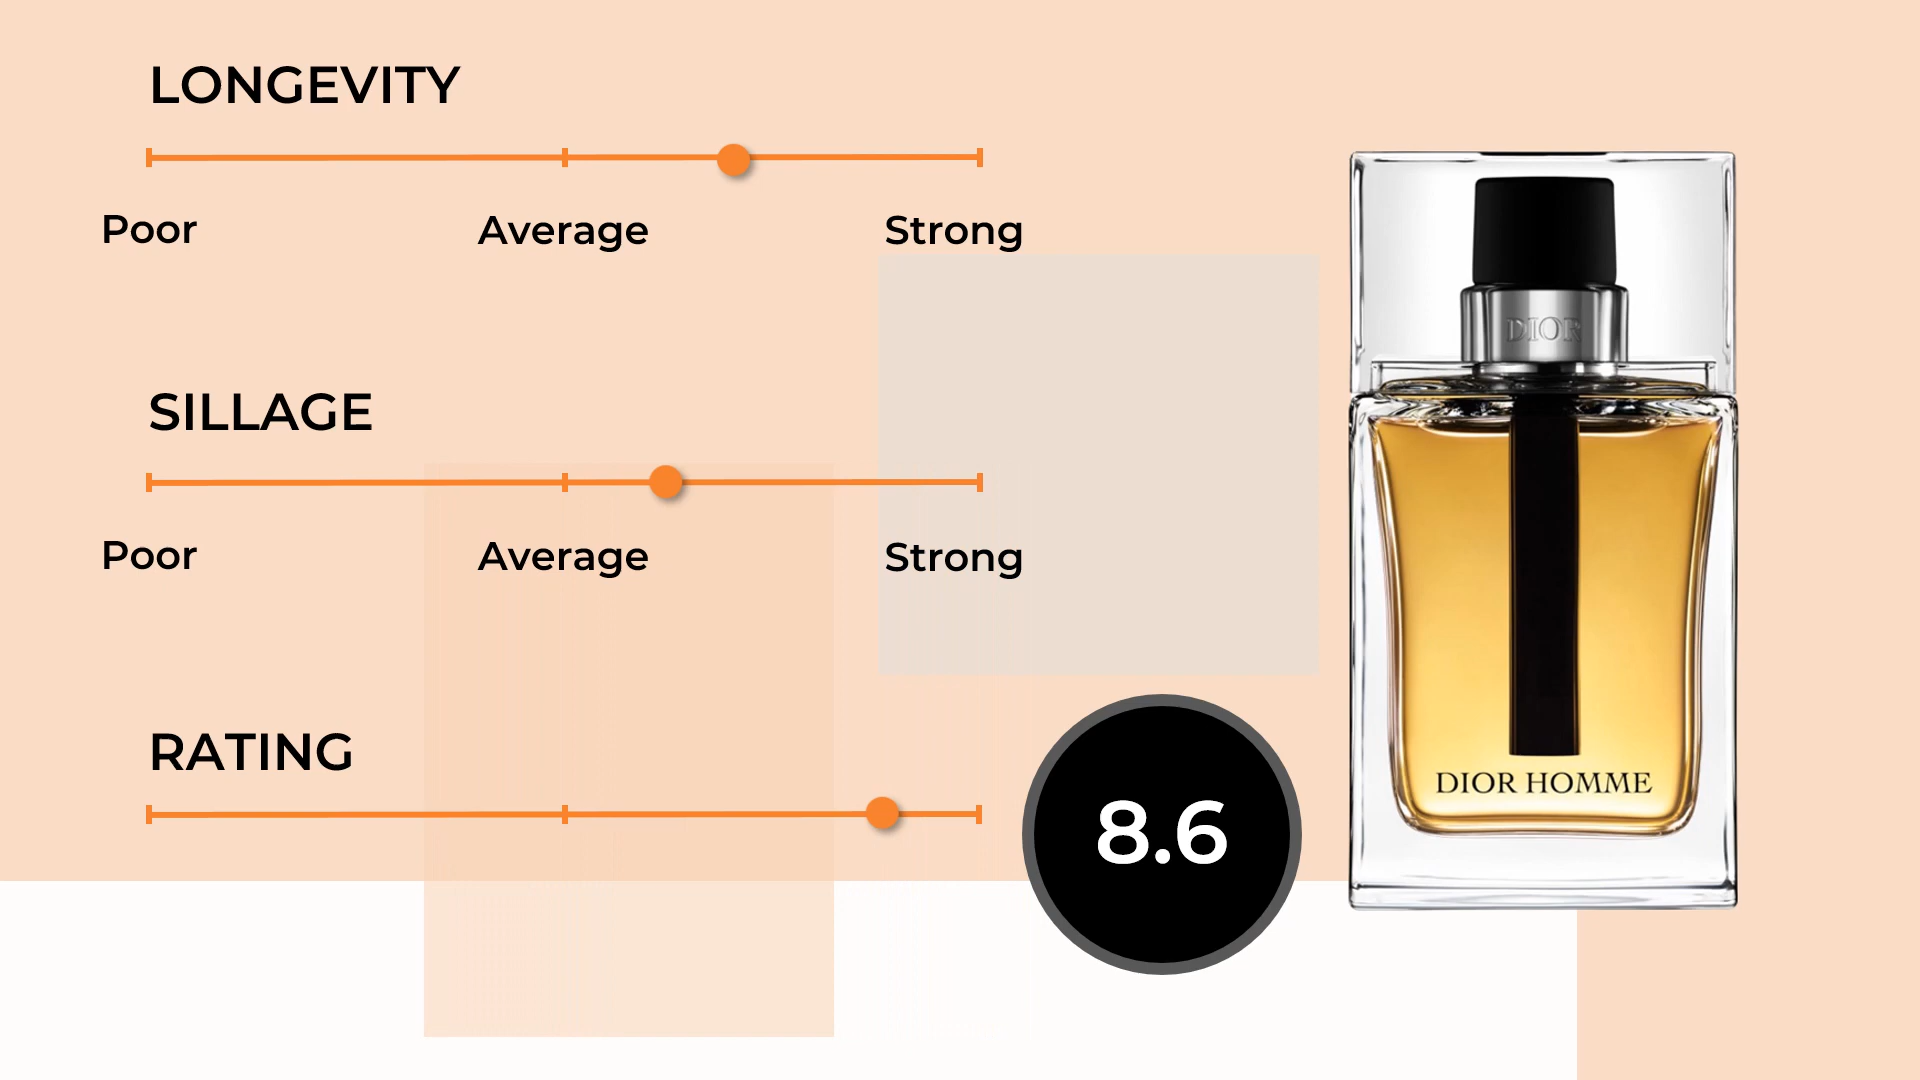 LONGEVITY
Poor Average Strong
SILLAGE
Poor Average Strong
RATING
8.6
DIOR
DIOR HOMME